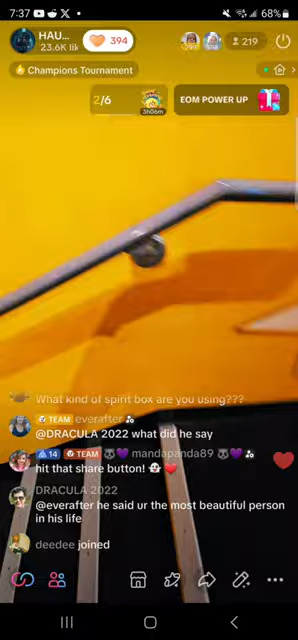 7:37
68%
HAU...
23.6K lik
394
219
Champions Tournament
2/6
3h06m
EOM POWER UP
What kind of spirit box are you using???
TEAM everafter
@DRACULA 2022 what did he say
14 TEAM mandapanda89
hit that share button!
DRACULA 2022
@everafter he said ur the most beautiful person
in his life
deedee joined